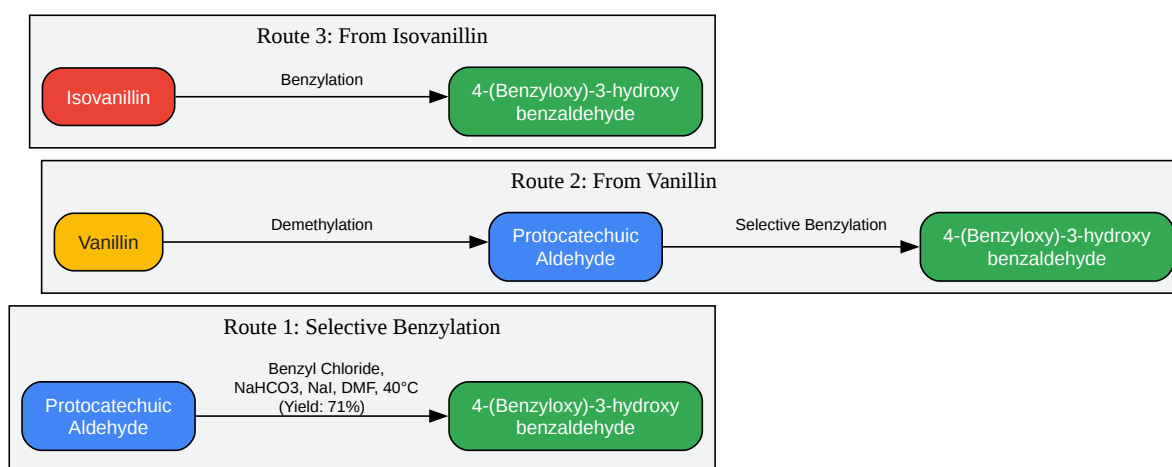 Route 3: From Isovanillin
Isovanillin
Benzylation
4-(Benzyloxy)-3-hydroxy
benzaldehyde
Route 2: From Vanillin
Vanillin
Demethylation
Protocatechuic
Aldehyde
Selective Benzylation
4-(Benzyloxy)-3-hydroxy
benzaldehyde
Route 1: Selective Benzylation
Protocatechuic
Aldehyde
Benzyl Chloride,
NaHCO3, NaI, DMF, 40°C
(Yield: 71%)
4-(Benzyloxy)-3-hydroxy
benzaldehyde